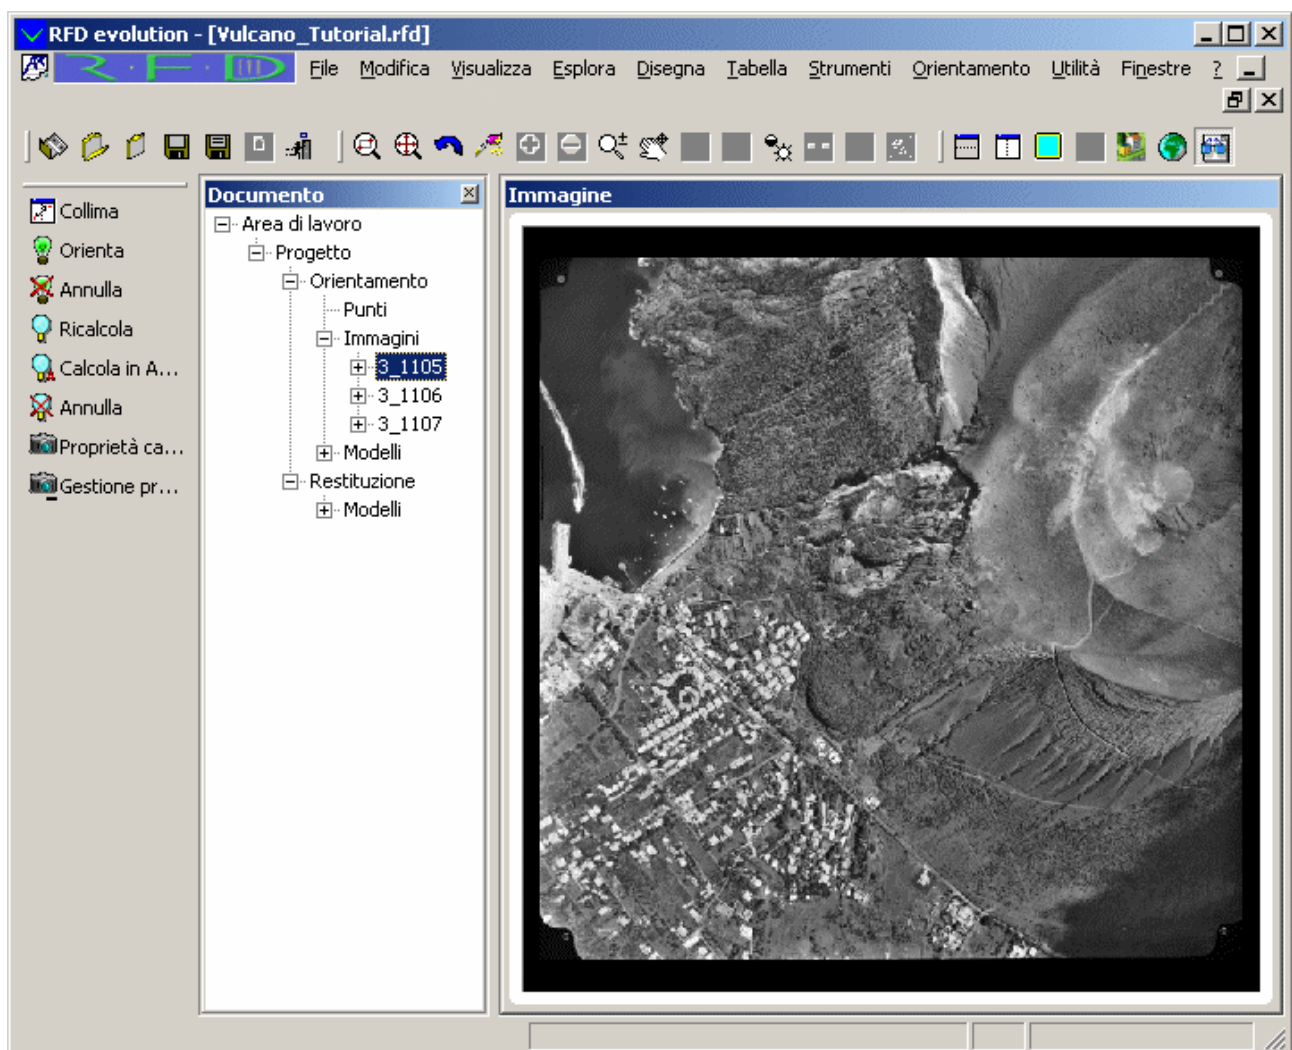 RFD evolution - [Vulcano_Tutorial.rfd]
R · F · D File Modifica Visualizza Esplora Disegna Tabella Strumenti Orientamento Utilità Finestre ?
Collima
Orienta
Annulla
Ricalcola
Calcola in A...
Annulla
Proprietà ca...
Gestione pr...
Documento
Area di lavoro
Progetto
Orientamento
Punti
Immagini
3_1105
3_1106
3_1107
Modelli
Restituzione
Modelli
Immagine